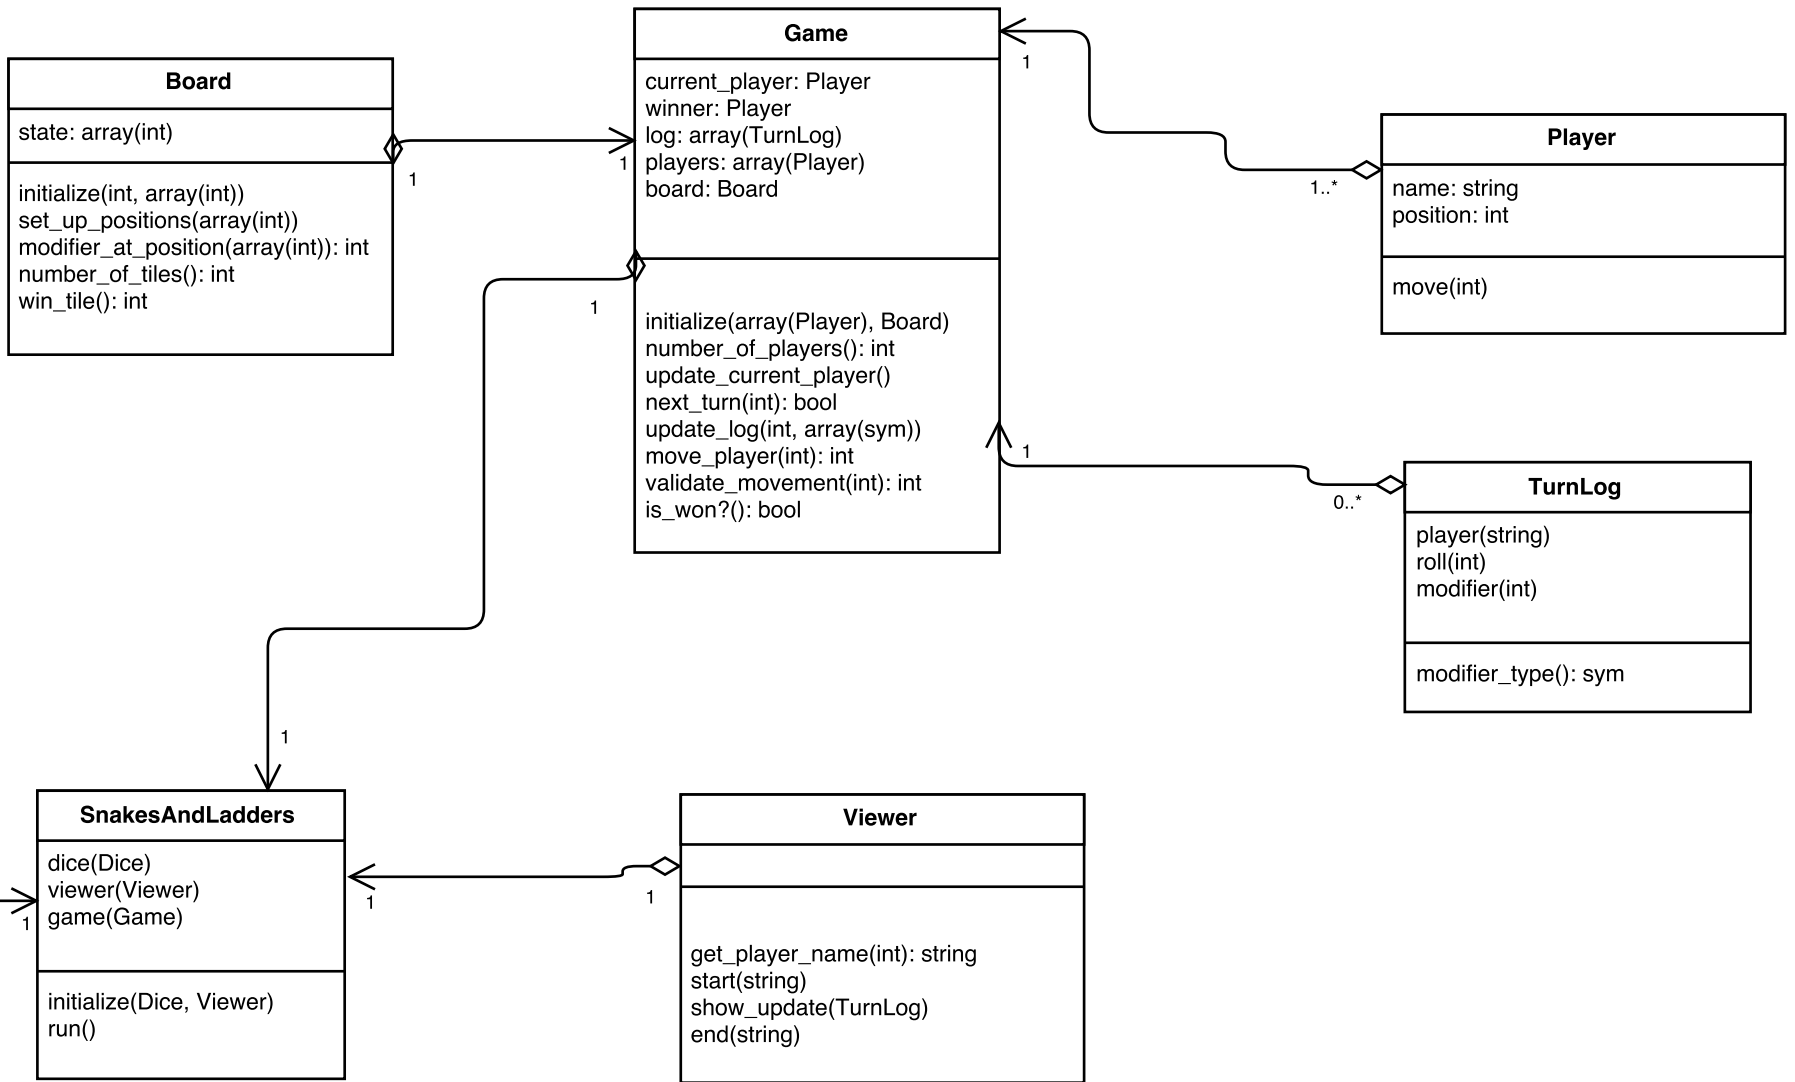 Game
current_player: Player
winner: Player
log: array(TurnLog)
players: array(Player)
board: Board
initialize(array(Player), Board)
number_of_players(): int
update_current_player()
next_turn(int): bool
update_log(int, array(sym))
move_player(int): int
validate_movement(int): int
is_won?(): bool
Board
state: array(int)
initialize(int, array(int))
set_up_positions(array(int))
modifier_at_position(array(int)): int
number_of_tiles(): int
win_tile(): int
1
1
1
1
1..*
Player
name: string
position: int
move(int)
1
0..*
TurnLog
player(string)
roll(int)
modifier(int)
modifier_type(): sym
1
SnakesAndLadders
dice(Dice)
viewer(Viewer)
game(Game)
initialize(Dice, Viewer)
run()
1
1
1
Viewer
get_player_name(int): string
start(string)
show_update(TurnLog)
end(string)